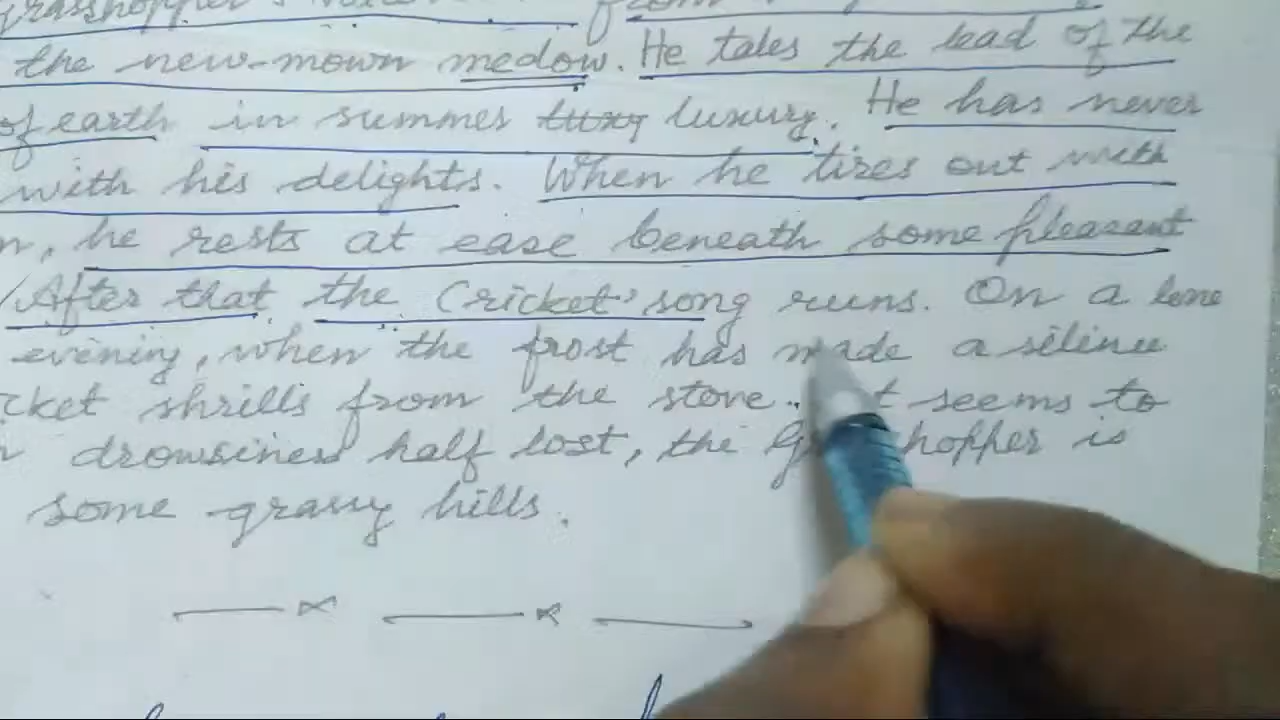 grasshopper's
the new-mown medow. He tales the lead of the
of earth in summer luxury. He has never
with his delights. When he tires out with
he rests at ease beneath some pleasant
After that the Cricket's song runs. On a lone
evening, when the frost has made a silence
cket shrills from the stove. t seems to
drowsiness half lost, the G hopper is
some grassy hills.